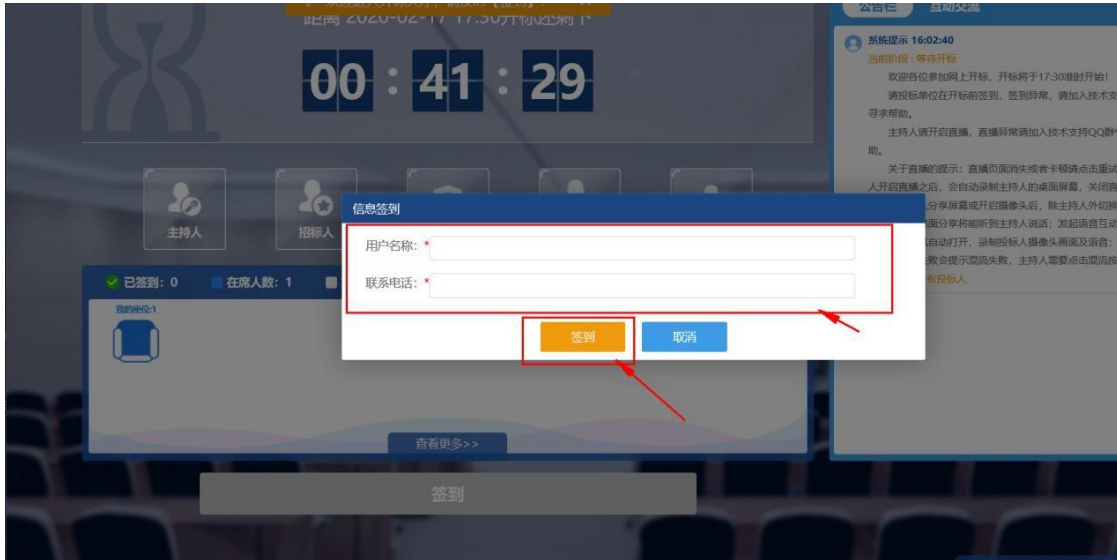 距离 2020-02-17 17:30开标还剩下
00 : 41 : 29
主持人
招标人
已签到: 0 在席人数: 1
我的座位:1
查看更多>>
签到
信息签到
用户名称: *
联系电话: *
签到 取消
公告栏 互动交流
系统提示 16:02:40
当前阶段 : 等待开标
欢迎各位参加网上开标, 开标将于17:30准时开始!
请投标单位在开标前签到, 签到异常, 请加入技术支
寻求帮助。
主持人请开启直播, 直播异常请加入技术支持QQ群
助。
关于直播的提示: 直播页面消失或者卡顿请点击重试
人开启直播之后, 会自动录制主持人的桌面屏幕, 关闭直
分享屏幕或开启摄像头后, 除主持人外切换
面分享将能听到主持人说话; 发起语音互动
自动打开, 录制投标人摄像头画面及语音;
败会提示混流失败, 主持人需要点击混流按
布投标人